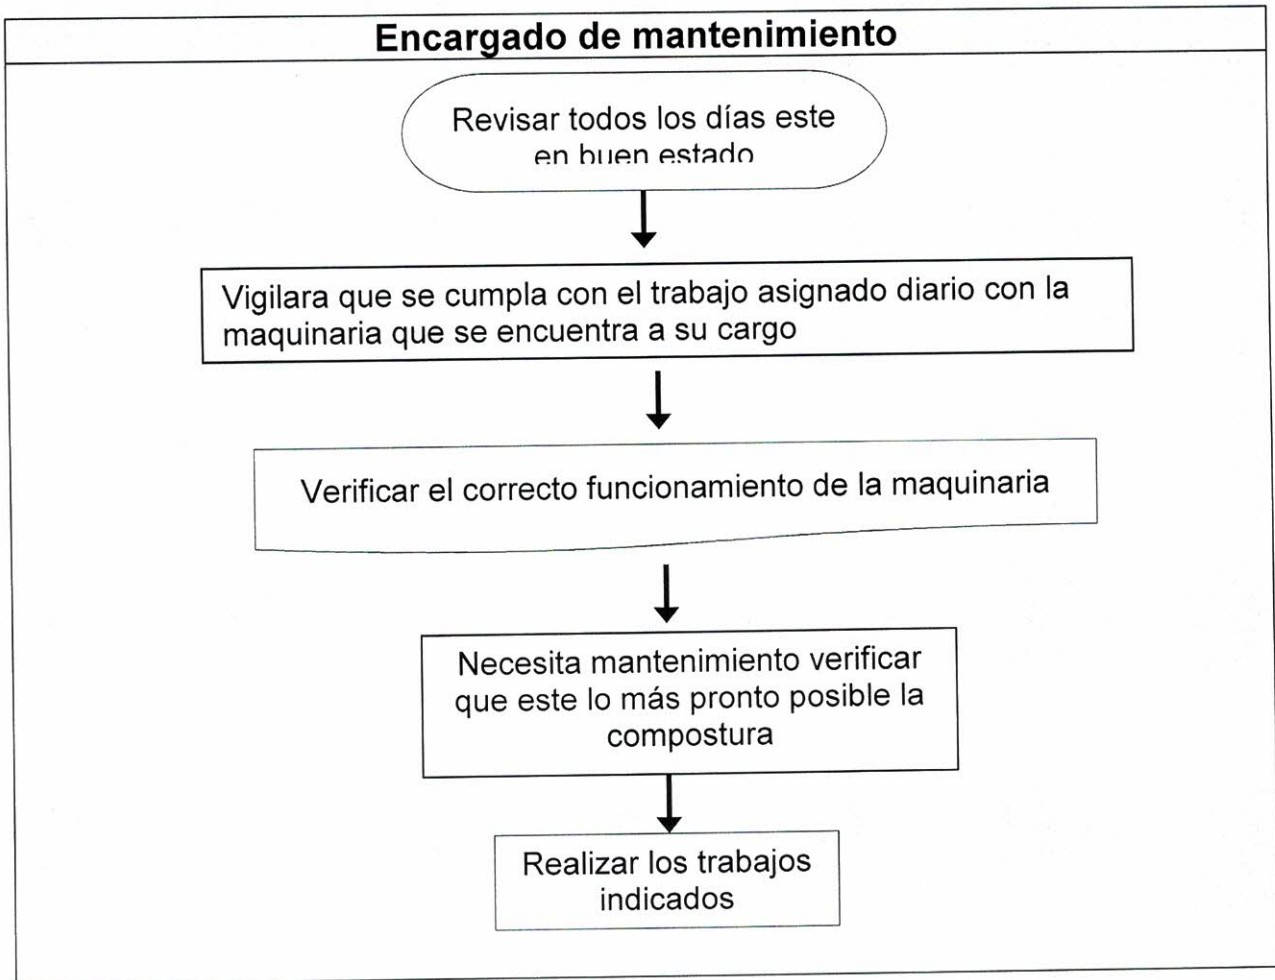 Encargado de mantenimiento
Revisar todos los días este
en buen estado
Vigilara que se cumpla con el trabajo asignado diario con la
maquinaria que se encuentra a su cargo
Verificar el correcto funcionamiento de la maquinaria
Necesita mantenimiento verificar
que este lo más pronto posible la
compostura
Realizar los trabajos
indicados